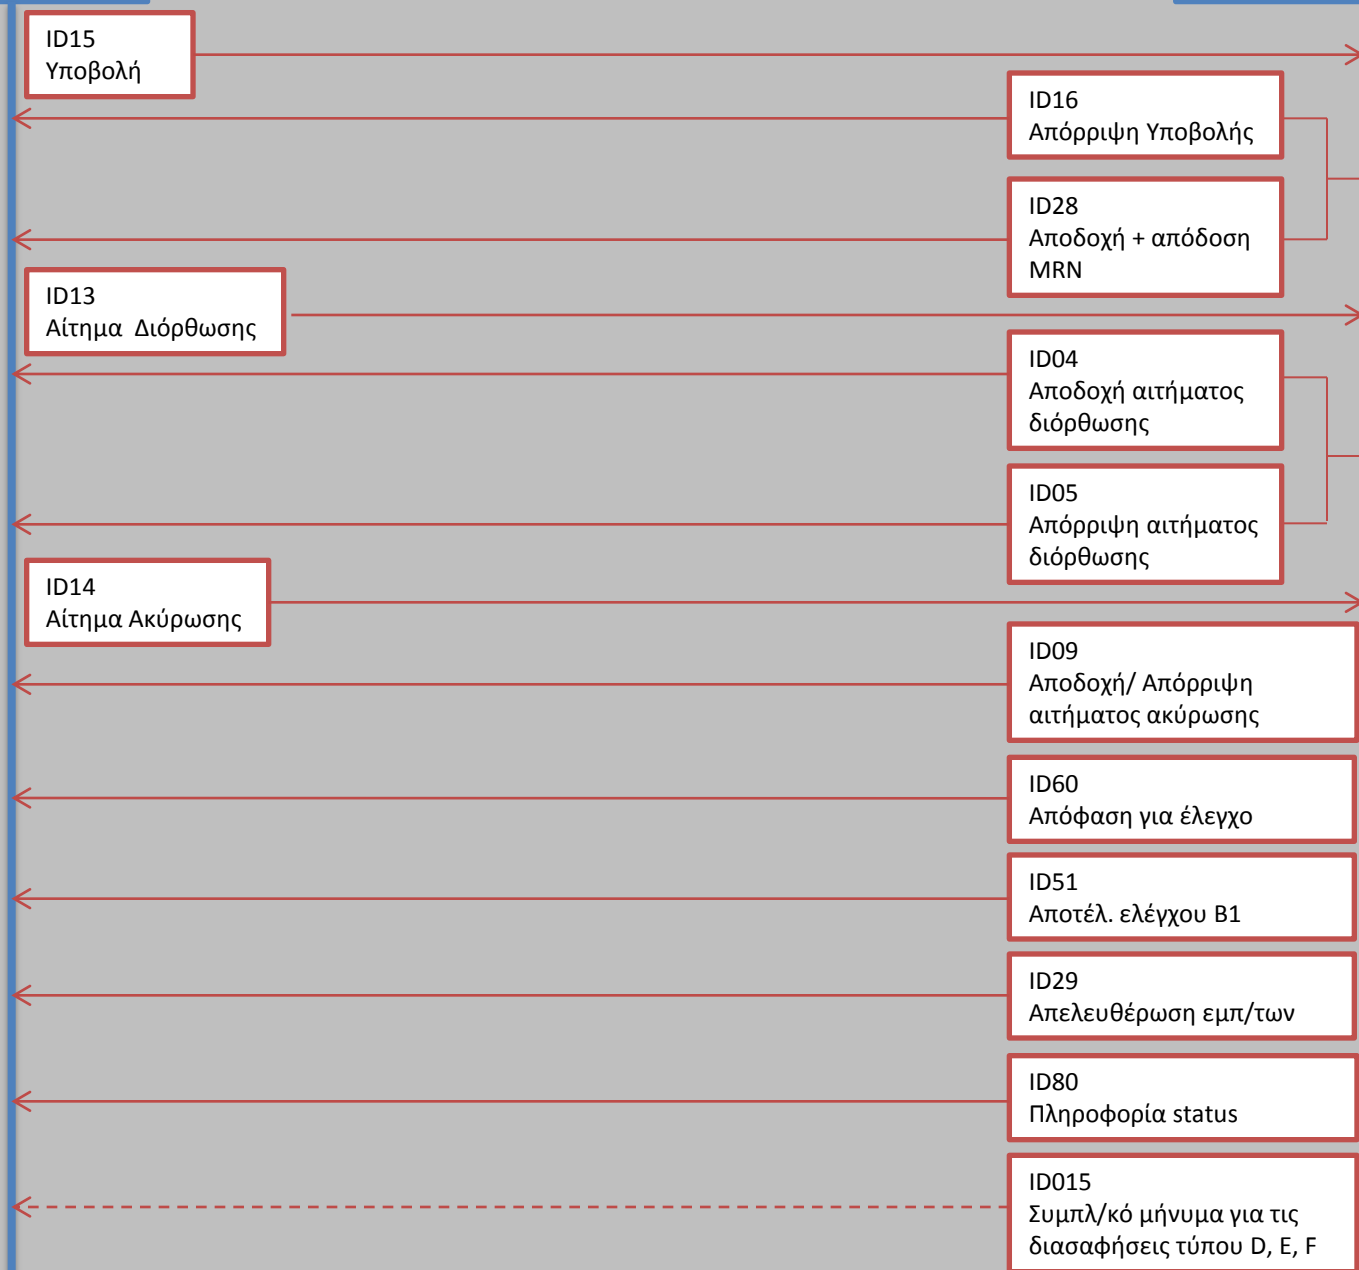 ID15
Υποβολή
ID16
Απόρριψη Υποβολής
ID28
Αποδοχή + απόδοση
MRN
ID13
Αίτημα Διόρθωσης
ID04
Αποδοχή αιτήματος
διόρθωσης
ID05
Απόρριψη αιτήματος
διόρθωσης
ID14
Αίτημα Ακύρωσης
ID09
Αποδοχή/ Απόρριψη
αιτήματος ακύρωσης
ID60
Απόφαση για έλεγχο
ID51
Αποτέλ. ελέγχου Β1
ID29
Απελευθέρωση εμπ/των
ID80
Πληροφορία status
ID015
Συμπλ/κό μήνυμα για τις
διασαφήσεις τύπου D, E, F